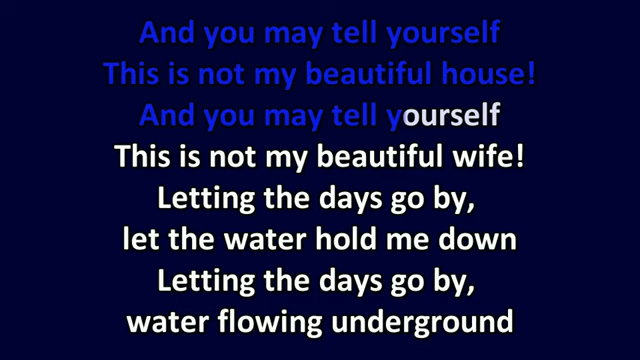 And you may tell yourself
This is not my beautiful house!
And you may tell yourself
This is not my beautiful wife!
Letting the days go by,
let the water hold me down
Letting the days go by,
water flowing underground